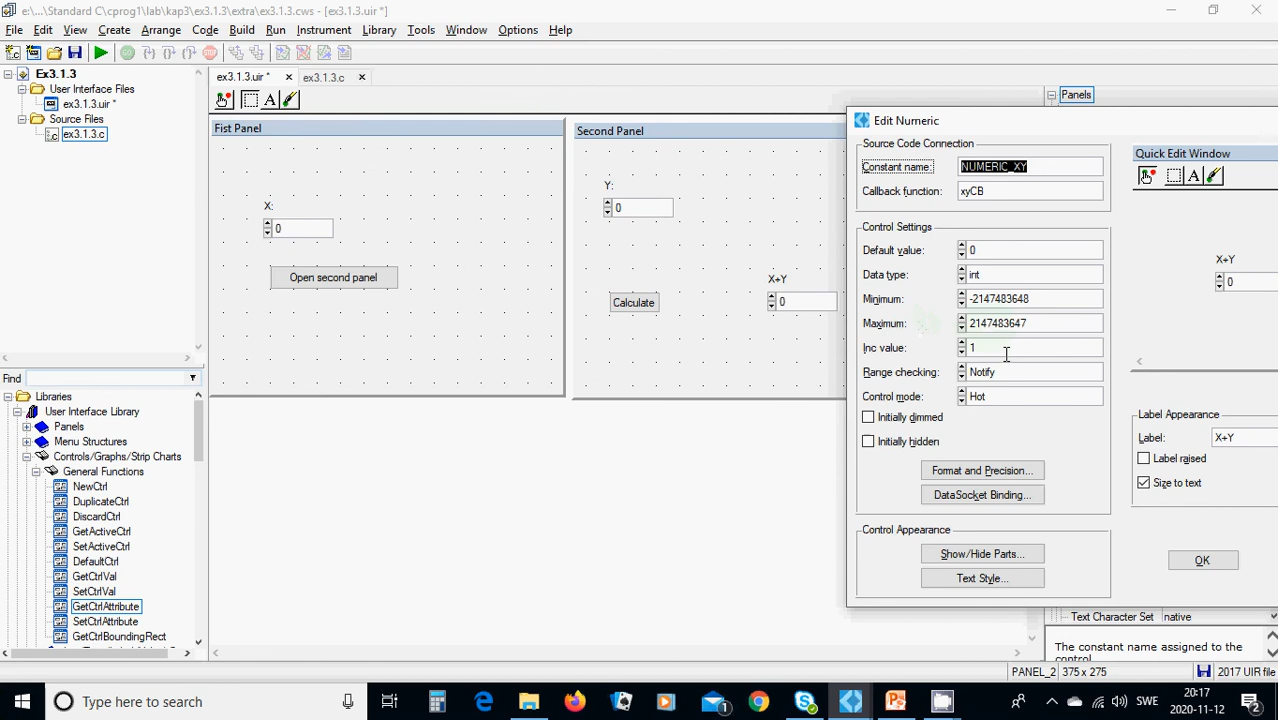 e:\...\Standard C\cprog1\lab\kap3\ex3.1.3\extra\ex3.1.3.cws - [ex3.1.3.uir *]
File Edit View Create Arrange Code Build Run Instrument Library Tools Window Options Help
Ex3.1.3
User Interface Files
ex3.1.3.uir *
Source Files
ex3.1.3.c
ex3.1.3.uir *
ex3.1.3.c
Fist Panel
X:
0
Open second panel
Second Panel
Y:
0
Calculate
X+Y
0
Panels
Edit Numeric
Source Code Connection
Constant name: NUMERIC_XY
Callback function: xyCB
Control Settings
Default value: 0
Data type: int
Minimum: -2147483648
Maximum: 2147483647
Inc value: 1
Range checking: Notify
Control mode: Hot
Initially dimmed
Initially hidden
Format and Precision...
DataSocket Binding...
Control Appearance
Show/Hide Parts...
Text Style...
Quick Edit Window
X+Y
0
Label Appearance
Label: X+Y
Label raised
Size to text
OK
Find
Libraries
User Interface Library
Panels
Menu Structures
Controls/Graphs/Strip Charts
General Functions
NewCtrl
DuplicateCtrl
DiscardCtrl
GetActiveCtrl
SetActiveCtrl
DefaultCtrl
GetCtrlVal
SetCtrlVal
GetCtrlAttribute
SetCtrlAttribute
GetCtrlBoundingRect
Text Character Set native
The constant name assigned to the
control
PANEL_2 375 x 275 2017 UIR file
Type here to search
SWE
20:17
2020-11-12
1
2